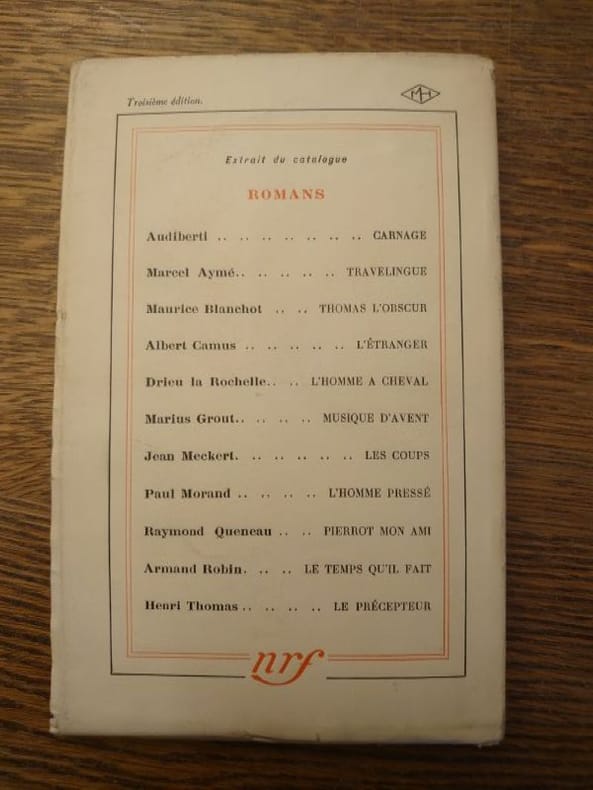 Troisième édition.
MH
Extrait du catalogue
ROMANS
Audiberti .. .. .. .. .. .. .. CARNAGE
Marcel Aymé.. .. .. .. .. TRAVELINGUE
Maurice Blanchot .. .. THOMAS L'OBSCUR
Albert Camus .. .. .. .. .. L'ÉTRANGER
Drieu la Rochelle.. .. L'HOMME A CHEVAL
Marius Grout.. .. .. .. MUSIQUE D'AVENT
Jean Meckert. .. .. .. .. .. LES COUPS
Paul Morand .. .. .. .. L'HOMME PRESSÉ
Raymond Queneau .. .. PIERROT MON AMI
Armand Robin. .. .. LE TEMPS QU'IL FAIT
Henri Thomas .. .. .. .. LE PRÉCEPTEUR
nrf